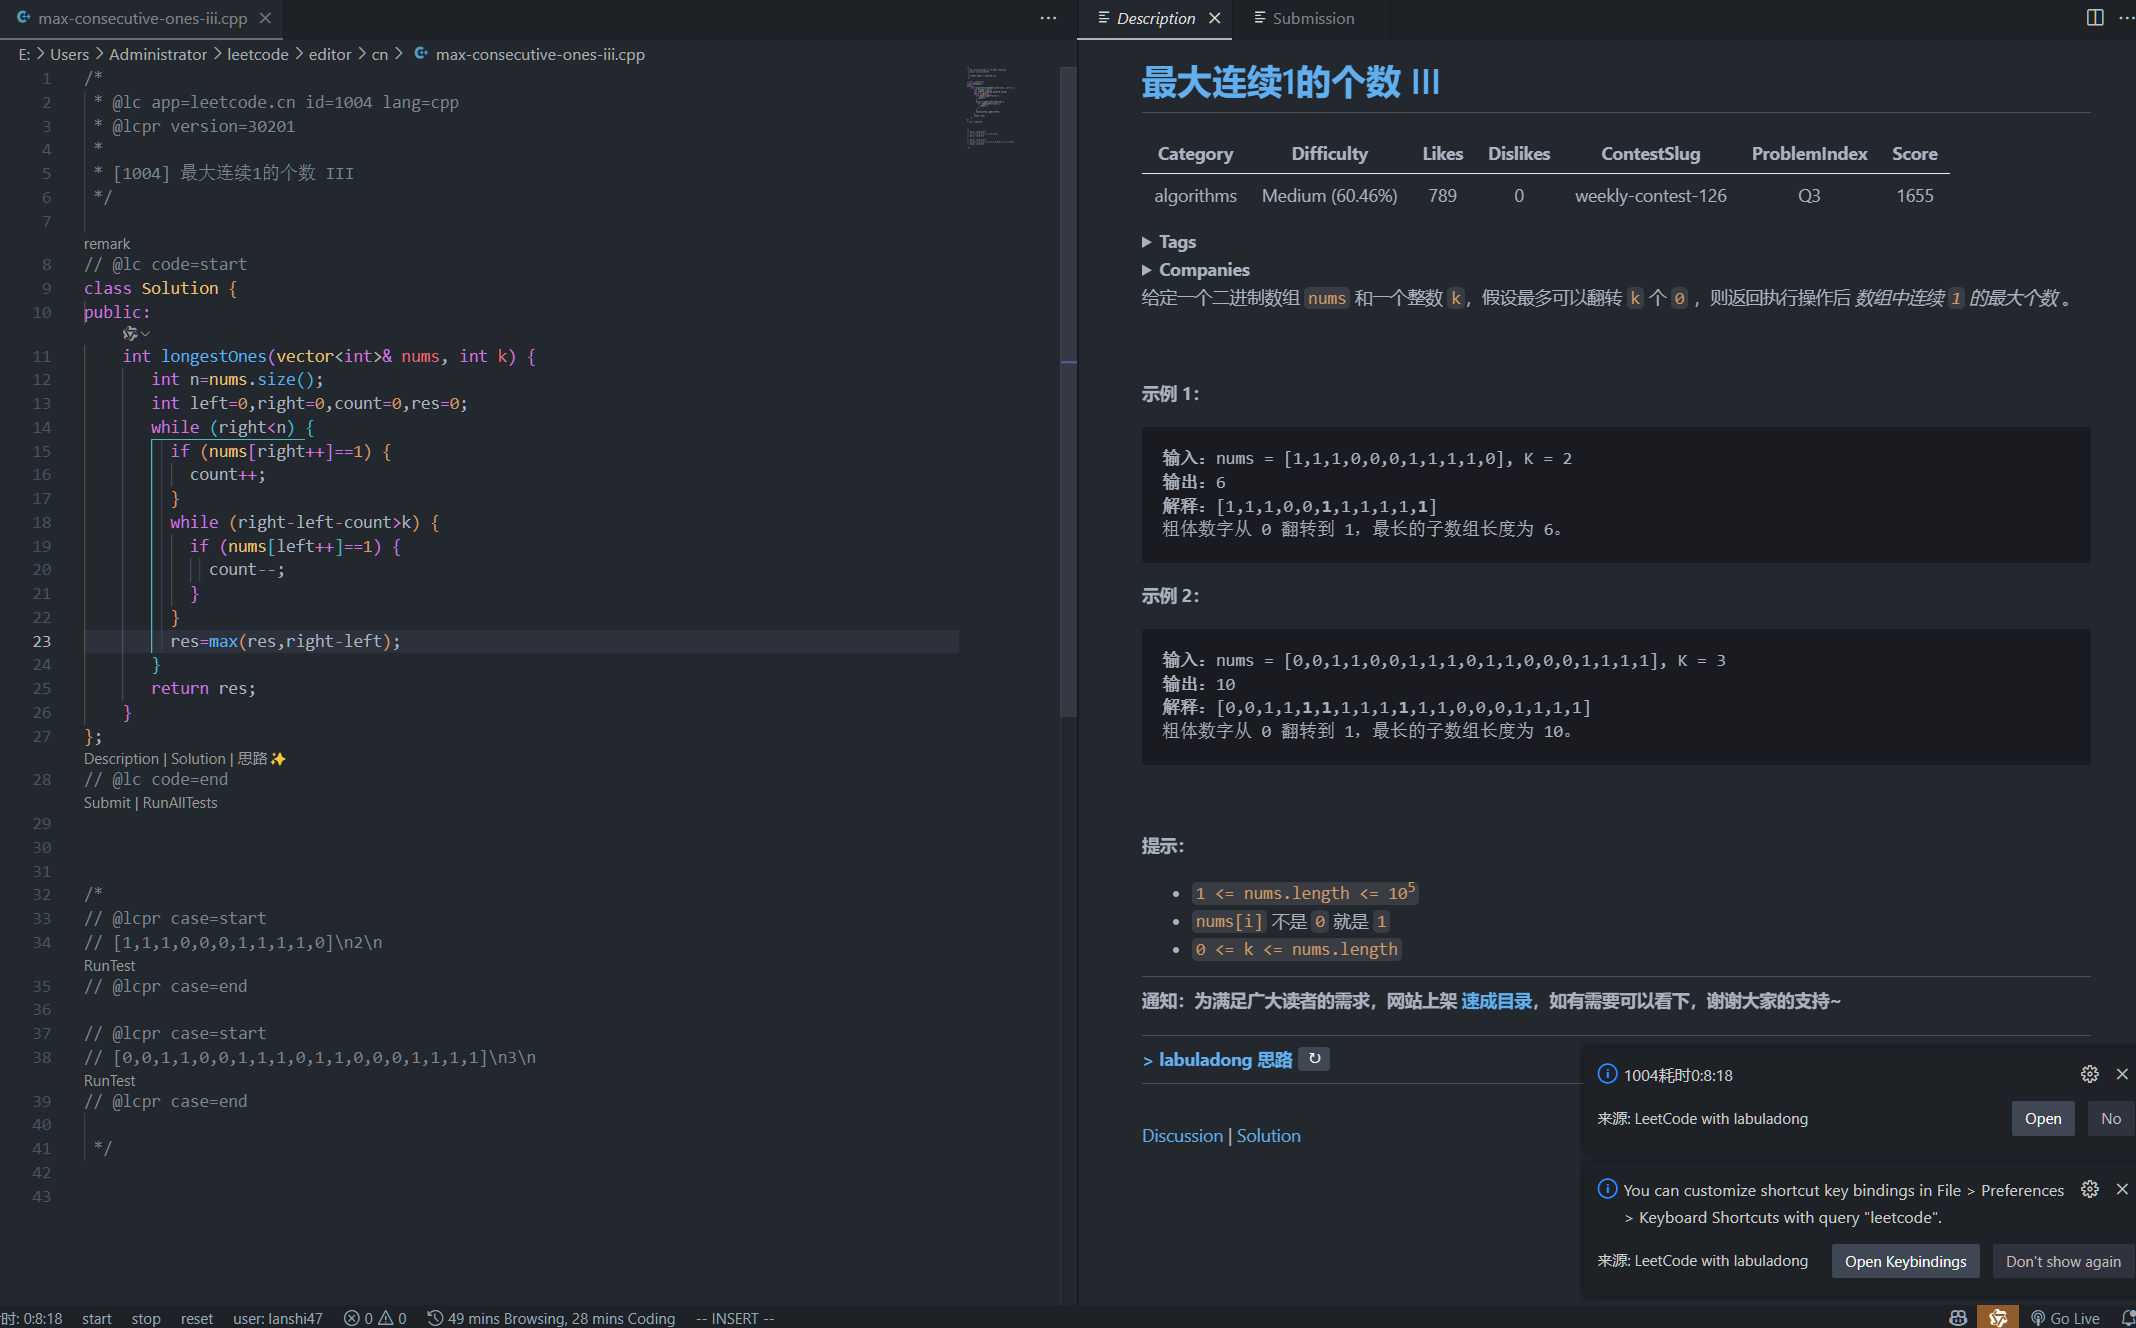 max-consecutive-ones-iii.cpp
E: > Users > Administrator > leetcode > editor > cn > max-consecutive-ones-iii.cpp
1 /*
2 * @lc app=leetcode.cn id=1004 lang=cpp
3 * @lcpr version=30201
4 *
5 * [1004] 最大连续1的个数 III
6 */
7
remark
8 // @lc code=start
9 class Solution {
10 public:
11 int longestOnes(vector<int>& nums, int k) {
12 int n=nums.size();
13 int left=0,right=0,count=0,res=0;
14 while (right<n) {
15 if (nums[right++]==1) {
16 count++;
17 }
18 while (right-left-count>k) {
19 if (nums[left++]==1) {
20 count--;
21 }
22 }
23 res=max(res,right-left);
24 }
25 return res;
26 }
27 };
Description | Solution | 思路✨
28 // @lc code=end
Submit | RunAllTests
29
30
31
32 /*
33 // @lcpr case=start
34 // [1,1,1,0,0,0,1,1,1,1,0]\n2\n
RunTest
35 // @lcpr case=end
36
37 // @lcpr case=start
38 // [0,0,1,1,0,0,1,1,1,0,1,1,0,0,0,1,1,1,1]\n3\n
RunTest
39 // @lcpr case=end
40
41 */
42
43
Description Submission
最大连续1的个数 III
Category Difficulty Likes Dislikes ContestSlug ProblemIndex Score
algorithms Medium (60.46%) 789 0 weekly-contest-126 Q3 1655
Tags
Companies
给定一个二进制数组 nums 和一个整数 k，假设最多可以翻转 k 个 0 ，则返回执行操作后 数组中连续 1 的最大个数 。
示例 1：
输入：nums = [1,1,1,0,0,0,1,1,1,1,0], K = 2
输出：6
解释：[1,1,1,0,0,1,1,1,1,1,1]
粗体数字从 0 翻转到 1，最长的子数组长度为 6。
示例 2：
输入：nums = [0,0,1,1,0,0,1,1,1,0,1,1,0,0,0,1,1,1,1], K = 3
输出：10
解释：[0,0,1,1,1,1,1,1,1,1,1,1,0,0,0,1,1,1,1]
粗体数字从 0 翻转到 1，最长的子数组长度为 10。
提示：
• 1 <= nums.length <= 10⁵
• nums[i] 不是 0 就是 1
• 0 <= k <= nums.length
通知：为满足广大读者的需求，网站上架 速成目录，如有需要可以看下，谢谢大家的支持~
> labuladong 思路 ↻
Discussion | Solution
1004耗时0:8:18
来源: LeetCode with labuladong
Open No
You can customize shortcut key bindings in File > Preferences
> Keyboard Shortcuts with query "leetcode".
来源: LeetCode with labuladong
Open Keybindings Don't show again
时: 0:8:18 start stop reset user: lanshi47 0 0 49 mins Browsing, 28 mins Coding -- INSERT -- Go Live